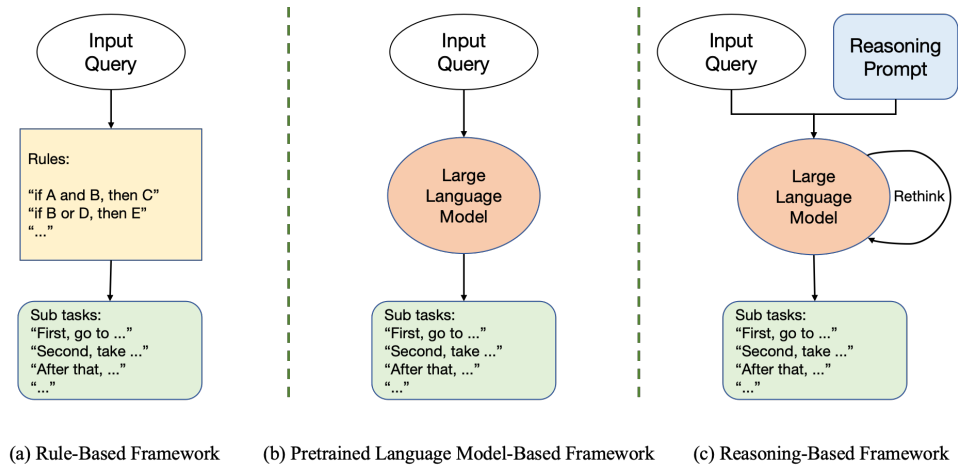 Input
Query
Rules:
“if A and B, then C”
“if B or D, then E”
“...”
Sub tasks:
“First, go to ...”
“Second, take ...”
“After that, ...”
“...”
(a) Rule-Based Framework
Input
Query
Large
Language
Model
Sub tasks:
“First, go to ...”
“Second, take ...”
“After that, ...”
“...”
(b) Pretrained Language Model-Based Framework
Input
Query
Reasoning
Prompt
Large
Language
Model
Rethink
Sub tasks:
“First, go to ...”
“Second, take ...”
“After that, ...”
“...”
(c) Reasoning-Based Framework